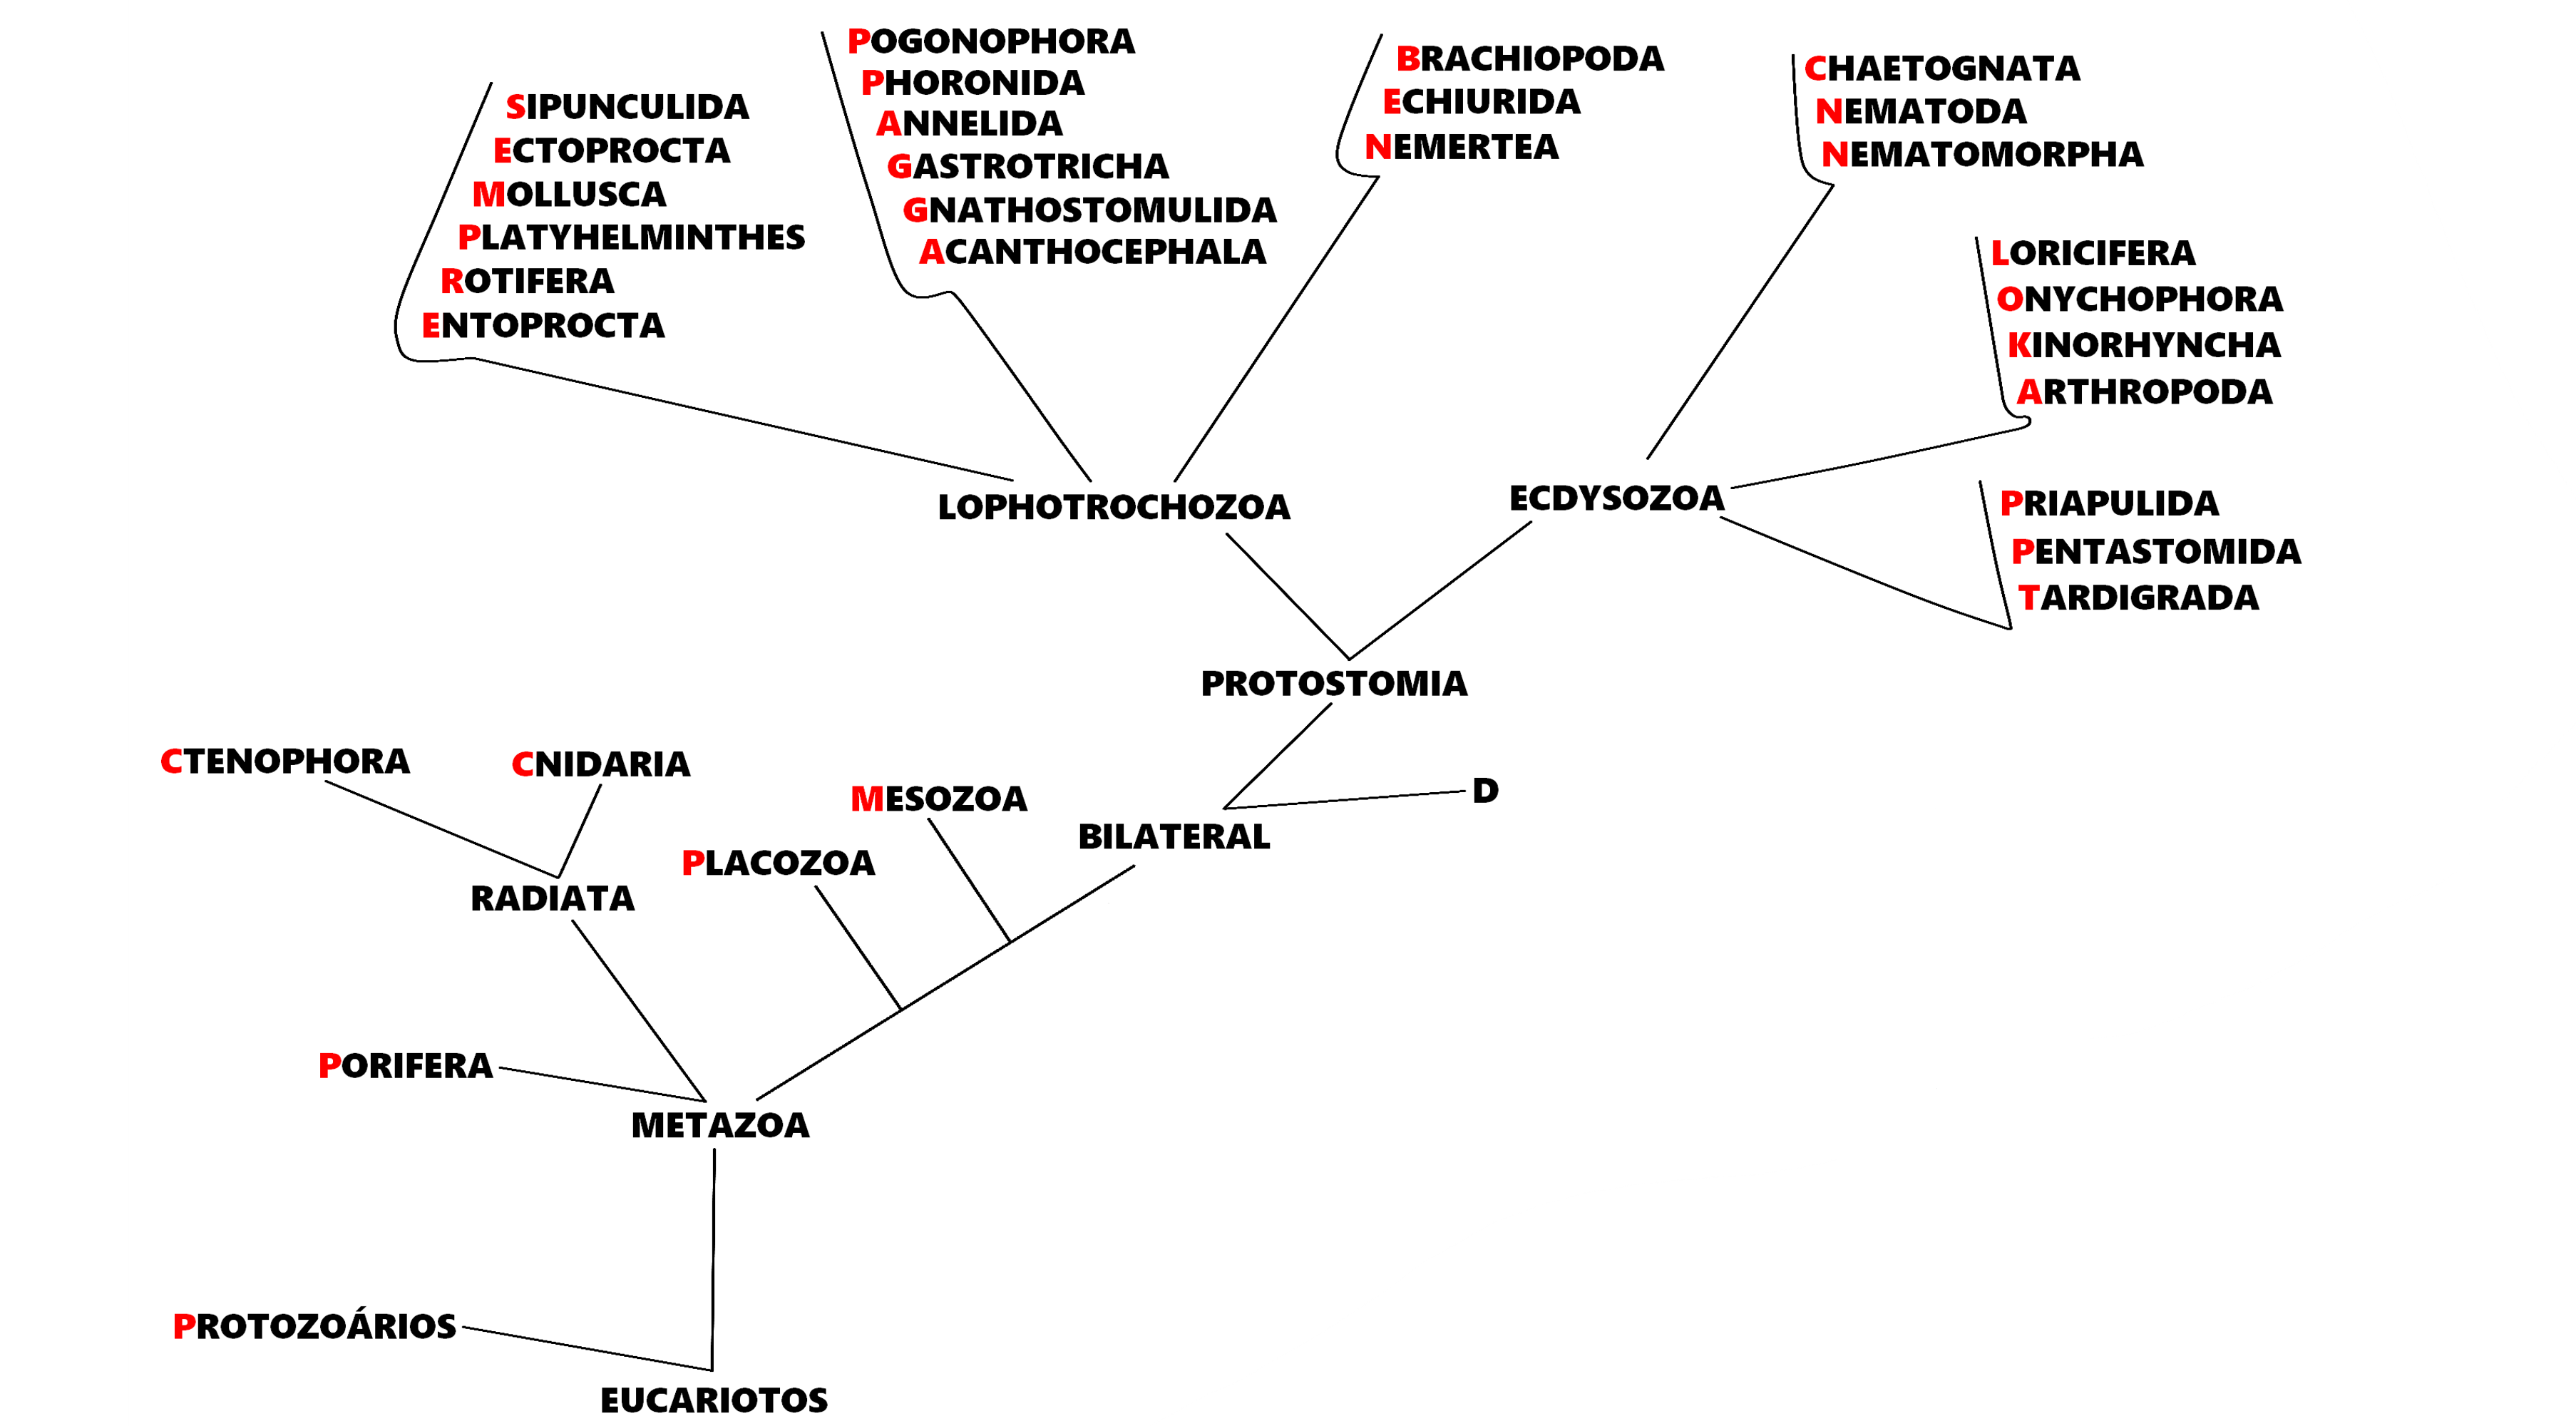 SIPUNCULIDA
ECTOPROCTA
MOLLUSCA
PLATYHELMINTHES
ROTIFERA
ENTOPROCTA
POGONOPHORA
PHORONIDA
ANNELIDA
GASTROTRICHA
GNATHOSTOMULIDA
ACANTHOCEPHALA
BRACHIOPODA
ECHIURIDA
NEMERTEA
CHAETOGNATA
NEMATODA
NEMATOMORPHA
LORICIFERA
ONYCHOPHORA
KINORHYNCHA
ARTHROPODA
PRIAPULIDA
PENTASTOMIDA
TARDIGRADA
LOPHOTROCHOZOA
ECDYSOZOA
PROTOSTOMIA
CTENOPHORA
CNIDARIA
MESOZOA
D
BILATERAL
PLACOZOA
RADIATA
PORIFERA
METAZOA
PROTOZOÁRIOS
EUCARIOTOS